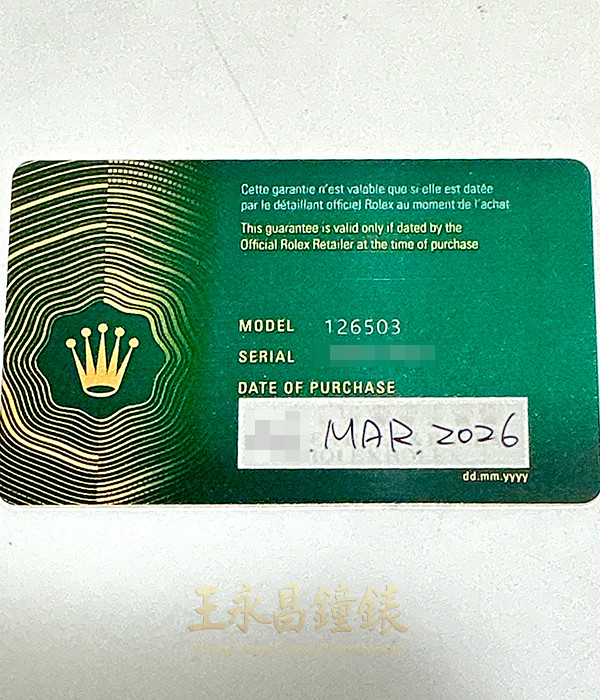 Cette garantie n'est valable que si elle est datée
par le détaillant officiel Rolex au moment de l'achat
This guarantee is valid only if dated by the
Official Rolex Retailer at the time of purchase
MODEL 126503
SERIAL
DATE OF PURCHASE
.MAR.2026
dd.mm.yyyy
王永昌鐘錶